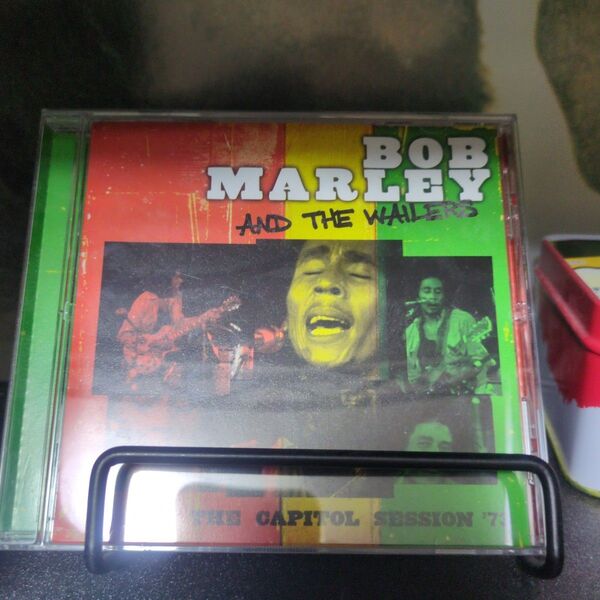 BOB
MARLEY
AND THE WAILERS
THE CAPITOL SESSION '73